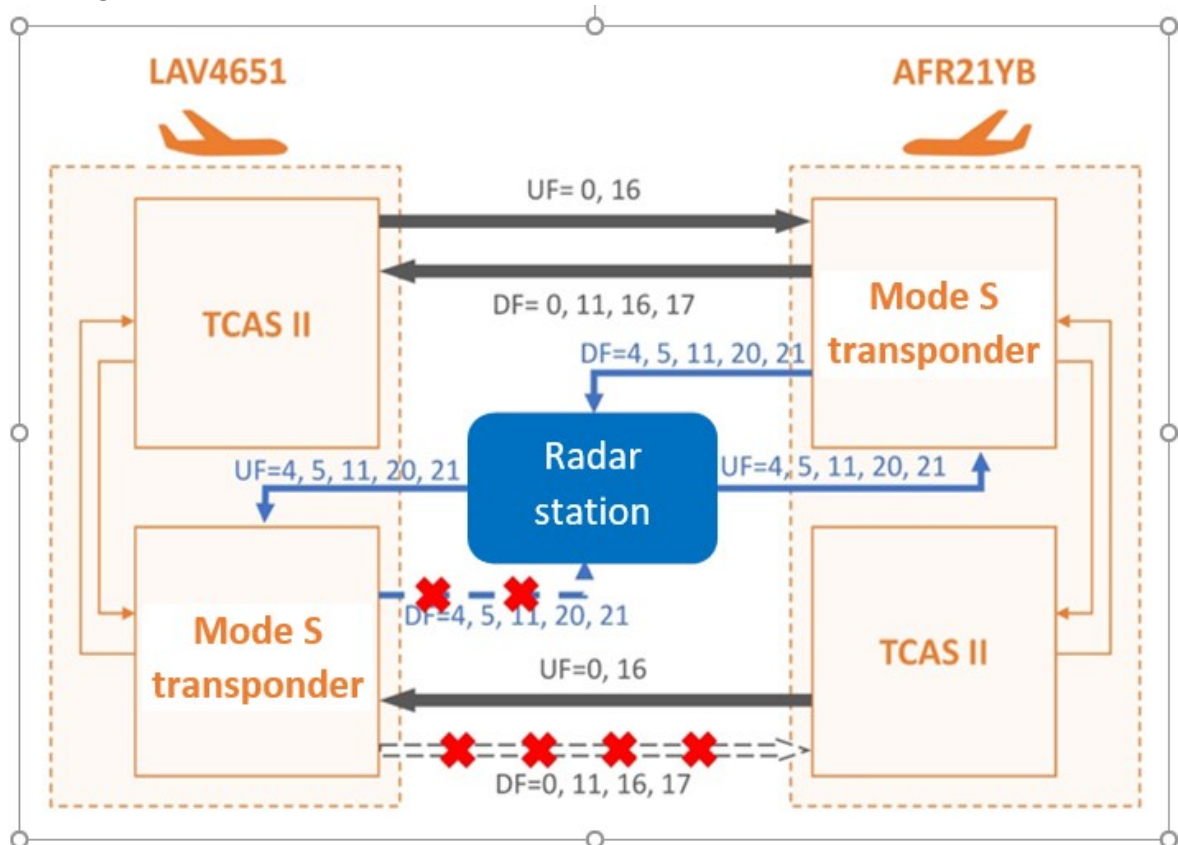 LAV4651
AFR21YB
UF= 0, 16
TCAS II
DF= 0, 11, 16, 17
Mode S
transponder
DF=4, 5, 11, 20, 21
Radar
station
UF=4, 5, 11, 20, 21
UF=4, 5, 11, 20, 21
Mode S
transponder
DF=4, 5, 11, 20, 21
TCAS II
UF=0, 16
DF=0, 11, 16, 17